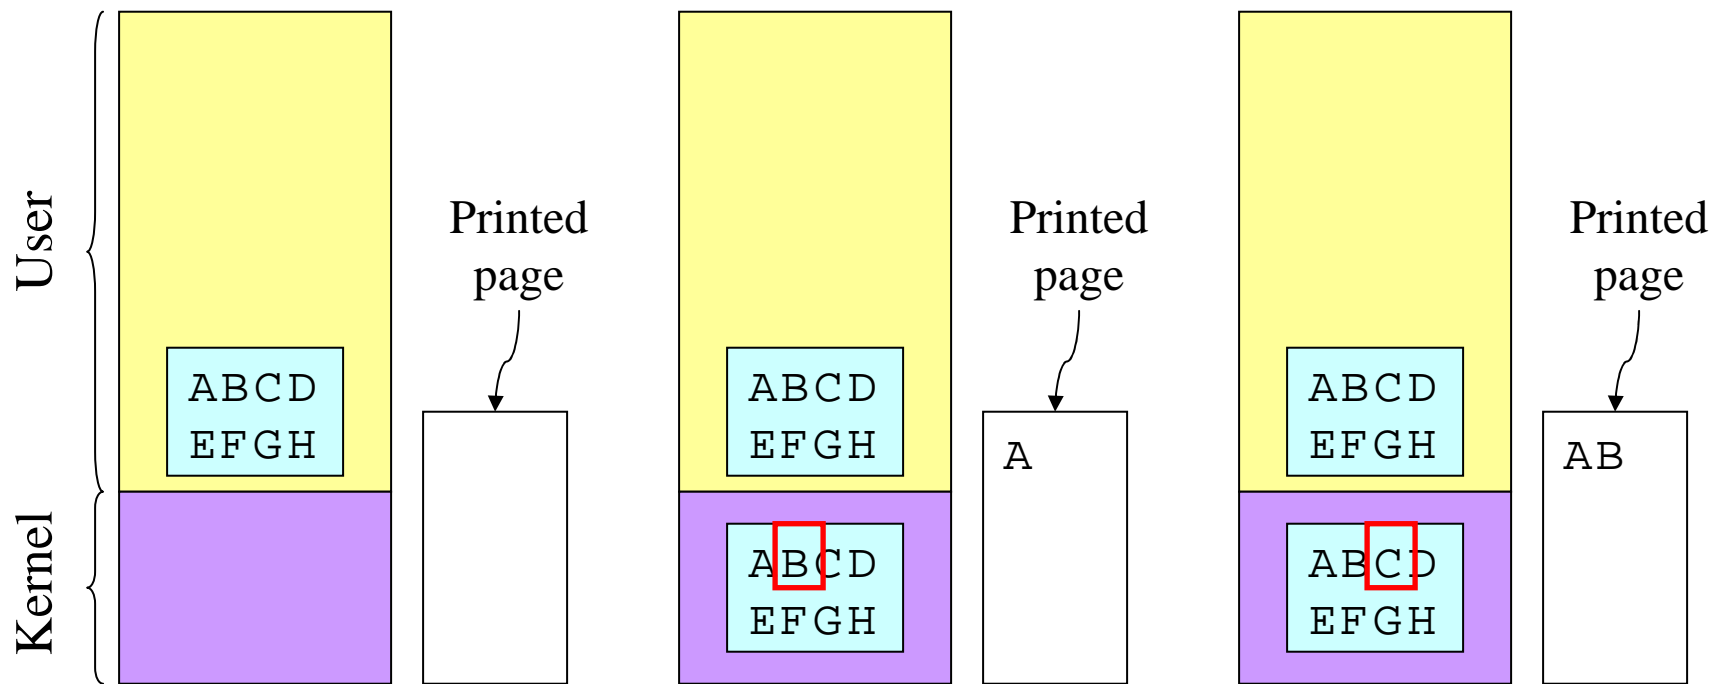 User
Kernel
ABCD
EFGH
Printed
page
ABCD
EFGH
ABCD
EFGH
Printed
page
A
ABCD
EFGH
ABCD
EFGH
Printed
page
AB